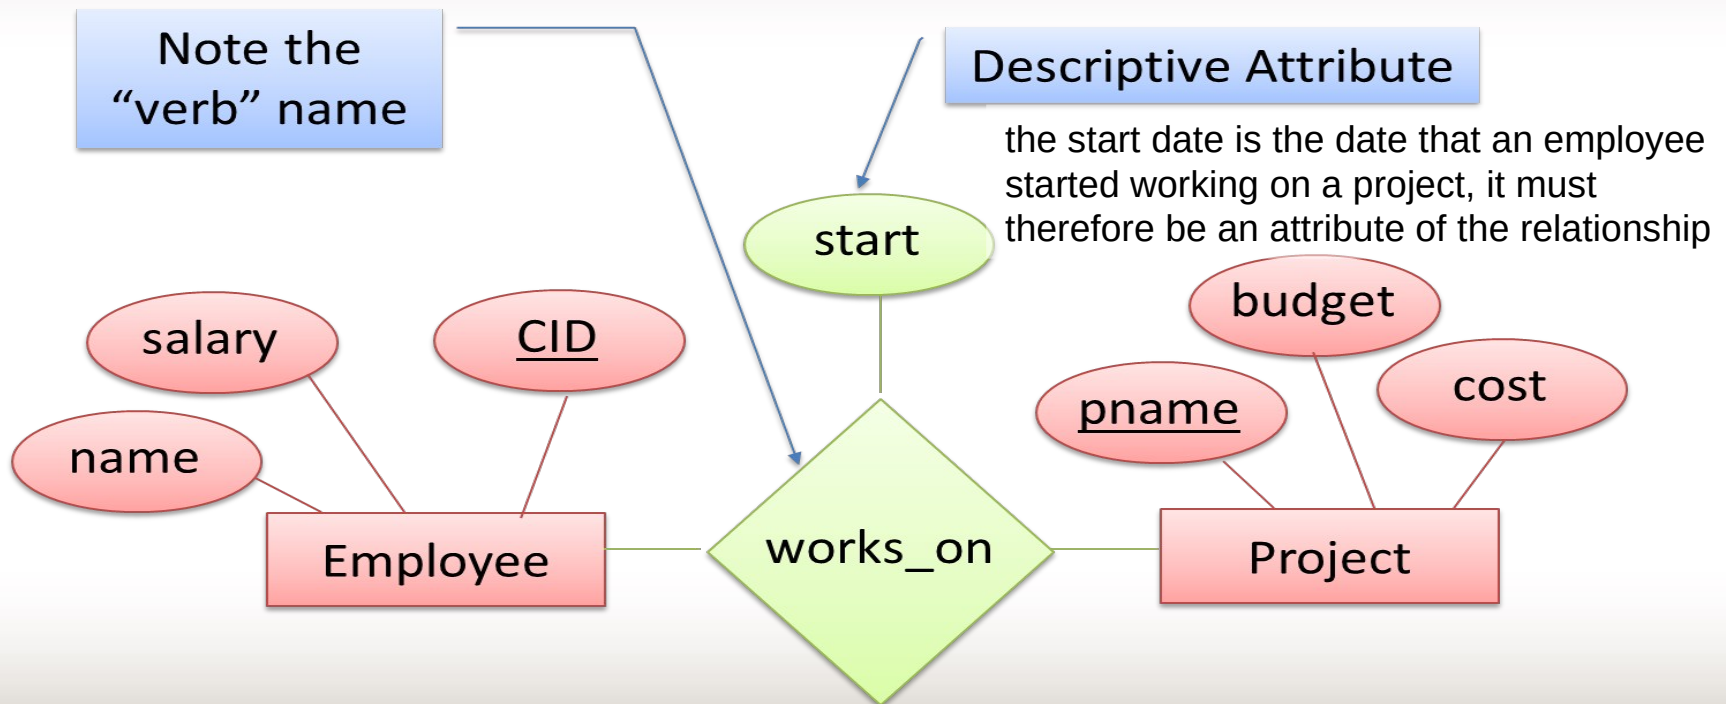 Note the
“verb” name
Descriptive Attribute
the start date is the date that an employee
started working on a project, it must
therefore be an attribute of the relationship
start
budget
salary
CID
cost
pname
name
works_on
Employee
Project